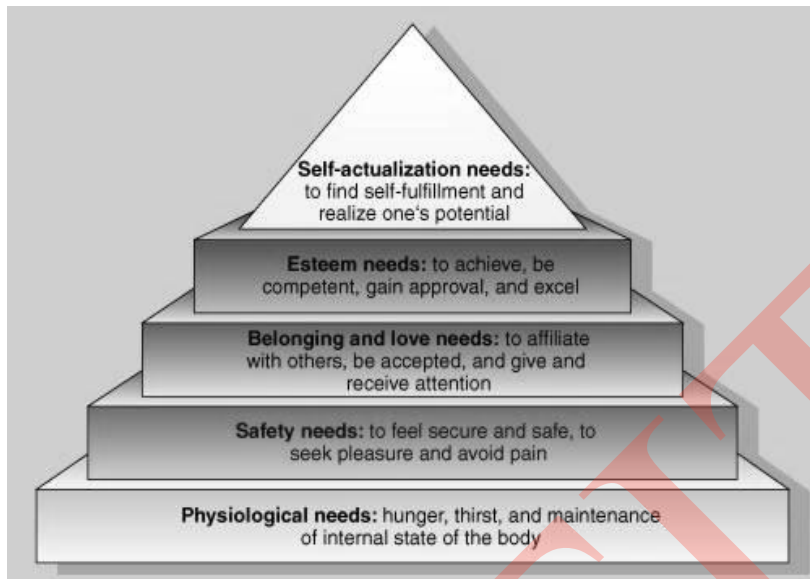 Self-actualization needs:
to find self-fulfillment and
realize one‘s potential
Esteem needs: to achieve, be
competent, gain approval, and excel
Belonging and love needs: to affiliate
with others, be accepted, and give and
receive attention
Safety needs: to feel secure and safe, to
seek pleasure and avoid pain
Physiological needs: hunger, thirst, and maintenance
of internal state of the body